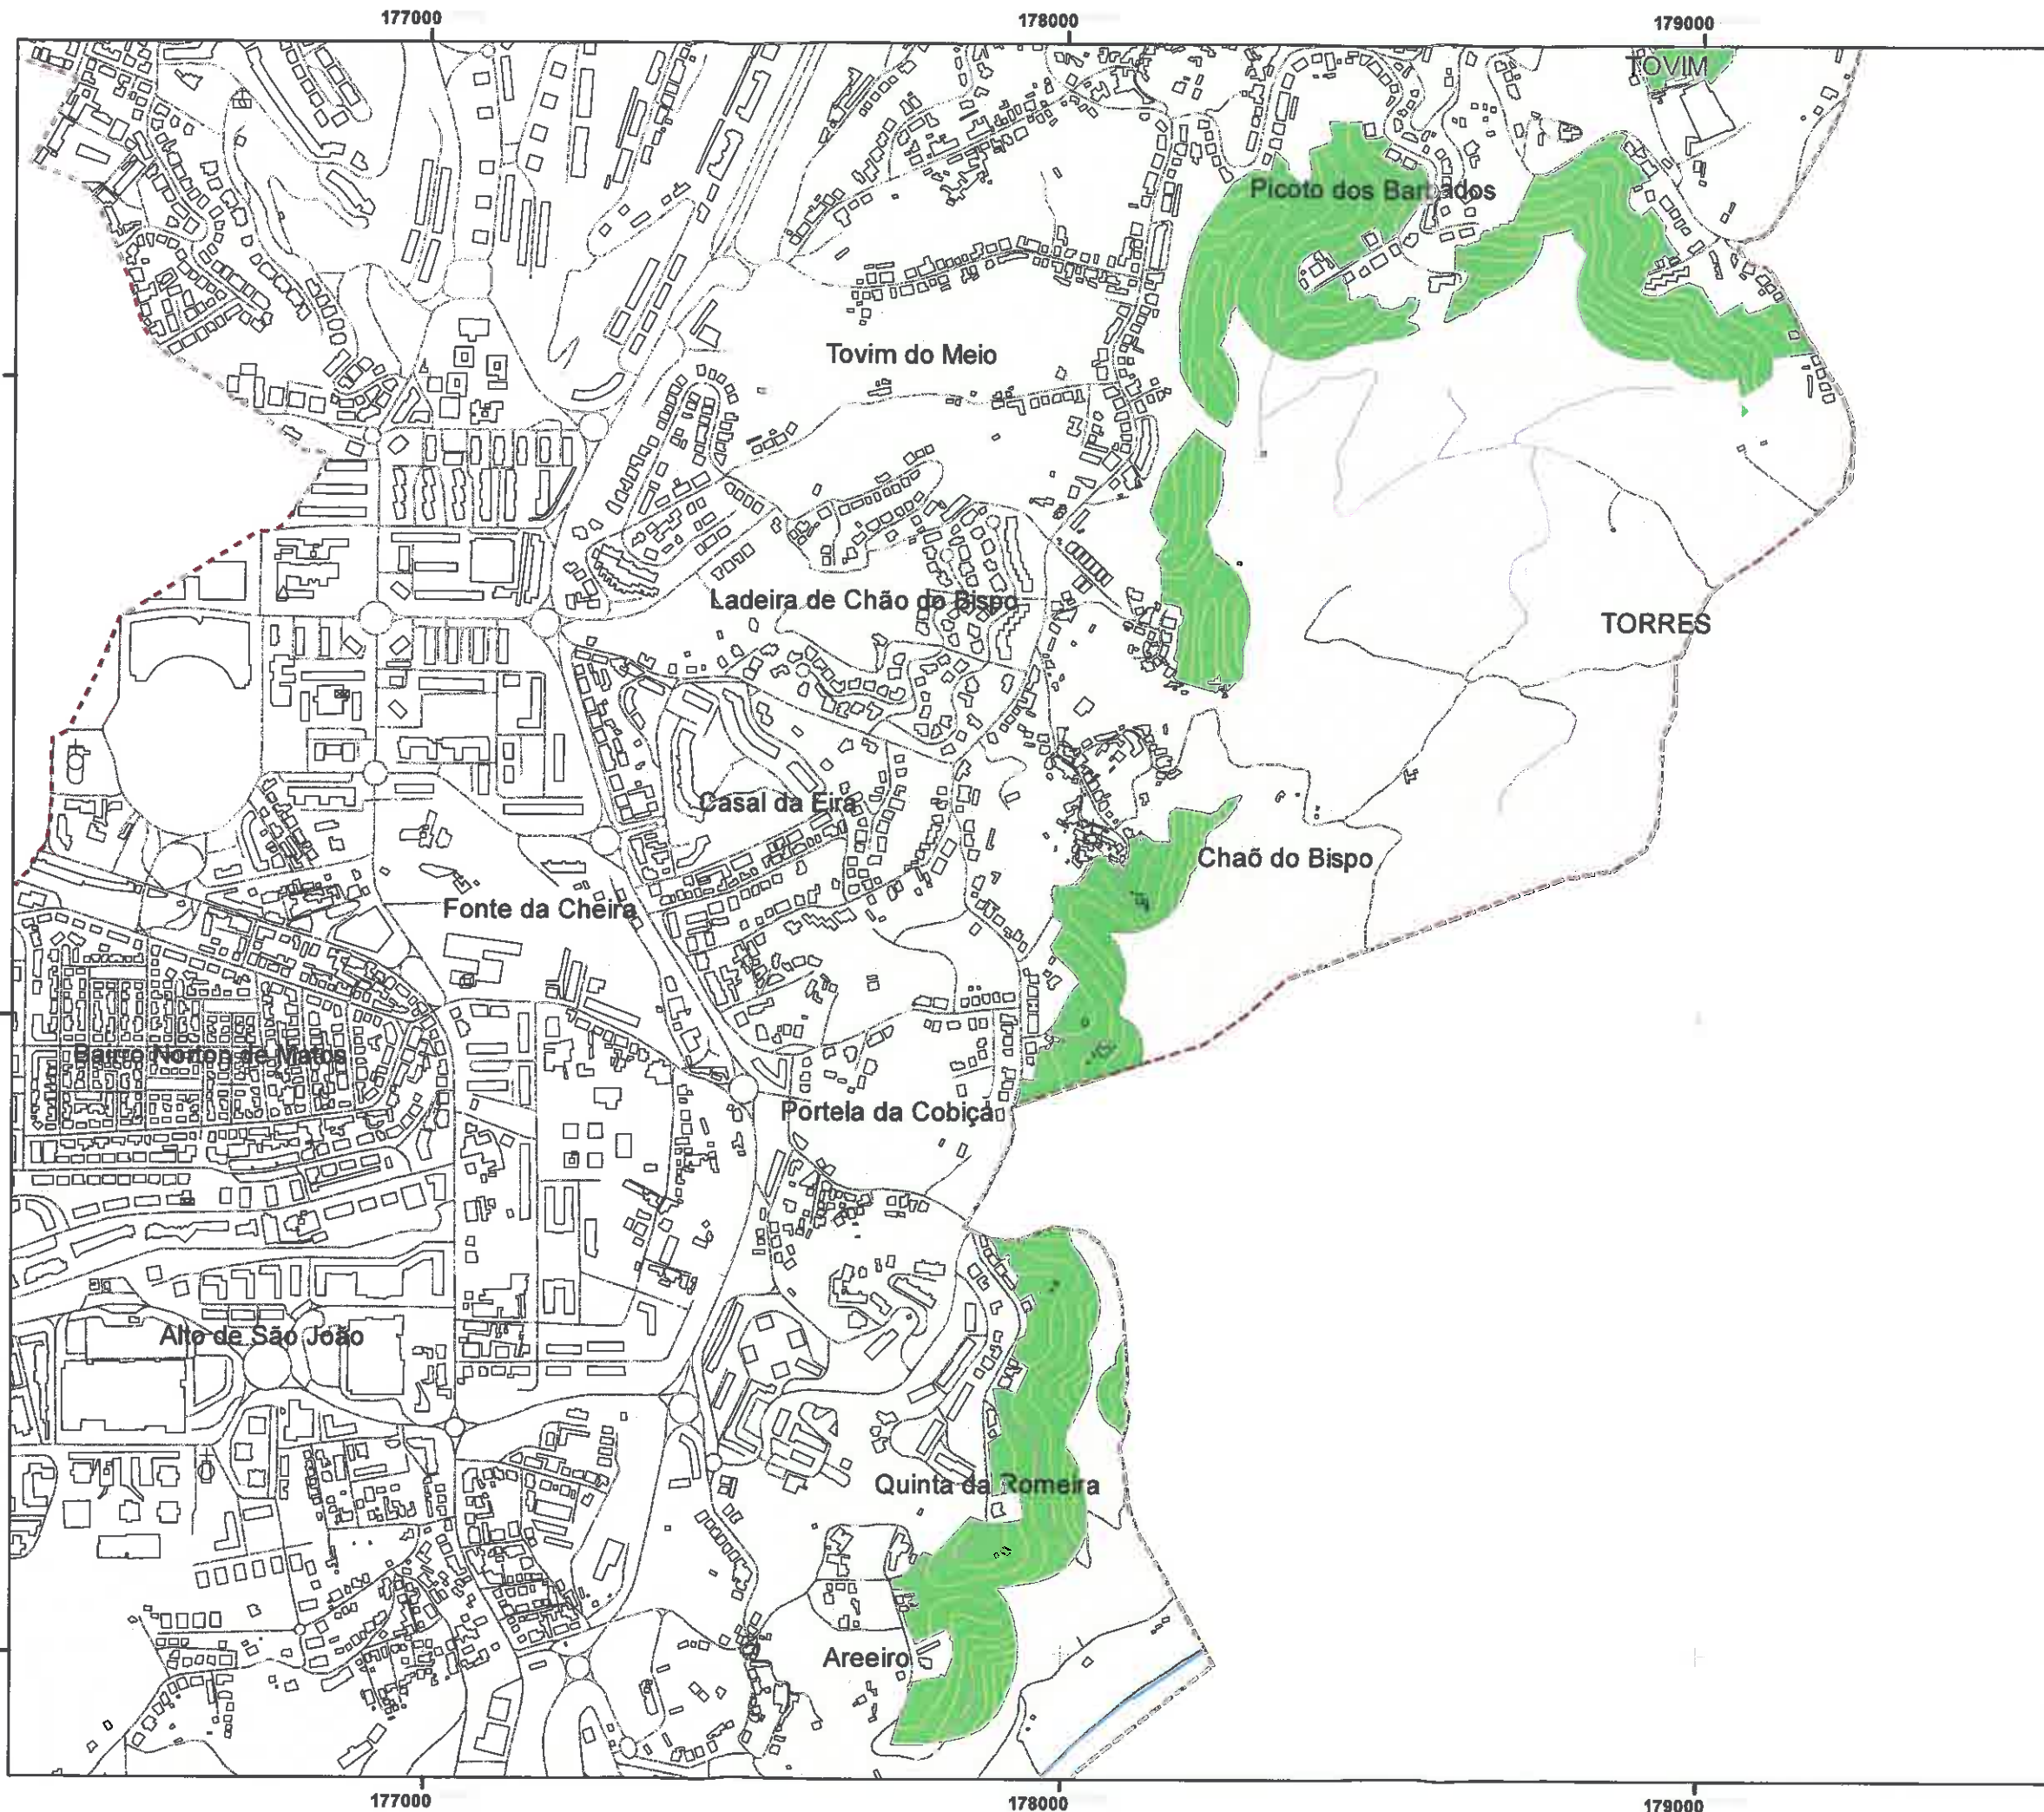 177000
178000
179000
TOVIM
Picoto dos Barbados
Tovim do Meio
Ladeira de Chão do Bispo
TORRES
Casal da Eira
Chaõ do Bispo
Fonte da Cheira
Bairro Norton de Matos
Portela da Cobiça
Alto de São João
Quinta da Romeira
Areeiro
177000
178000
179000